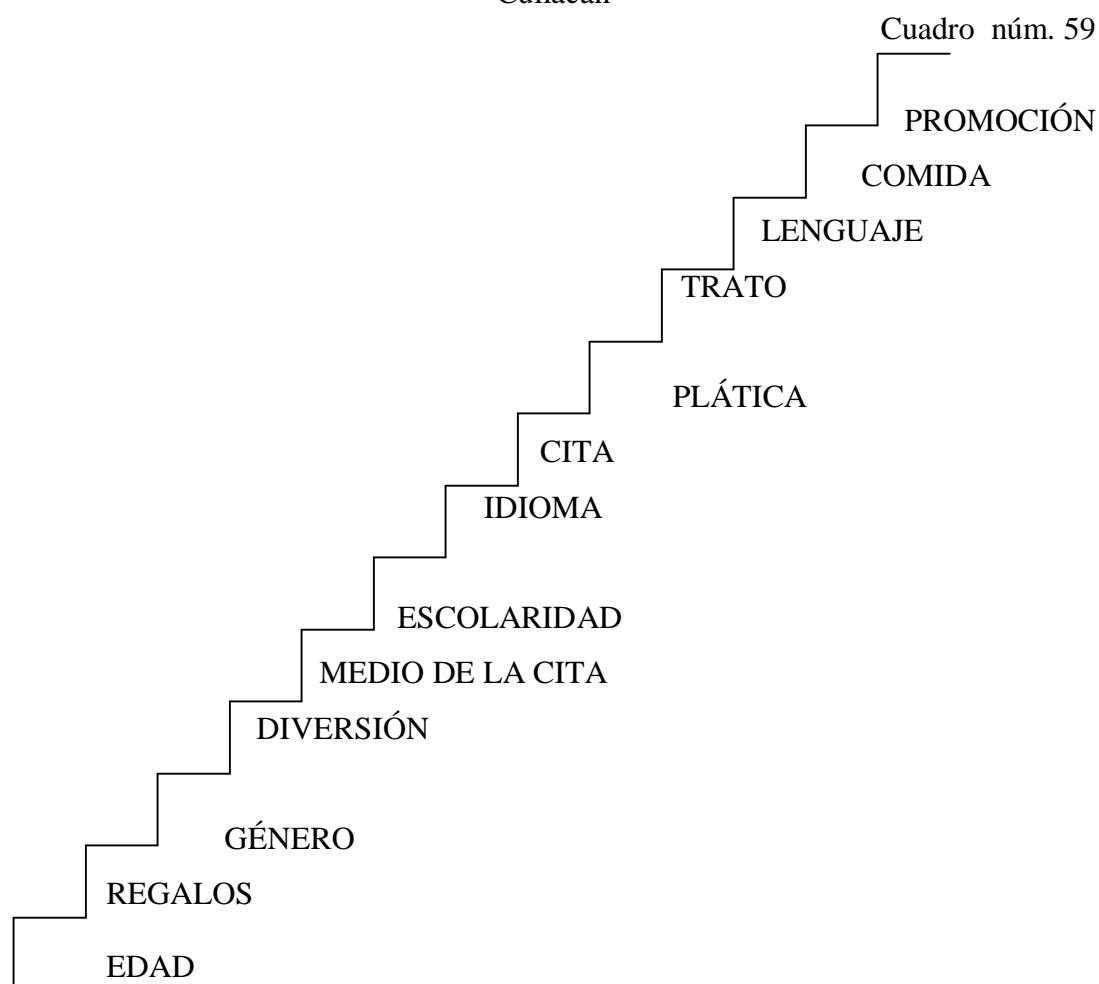 Culiacán
Cuadro núm. 59
PROMOCIÓN
COMIDA
LENGUAJE
TRATO
PLÁTICA
CITA
IDIOMA
ESCOLARIDAD
MEDIO DE LA CITA
DIVERSIÓN
GÉNERO
REGALOS
EDAD